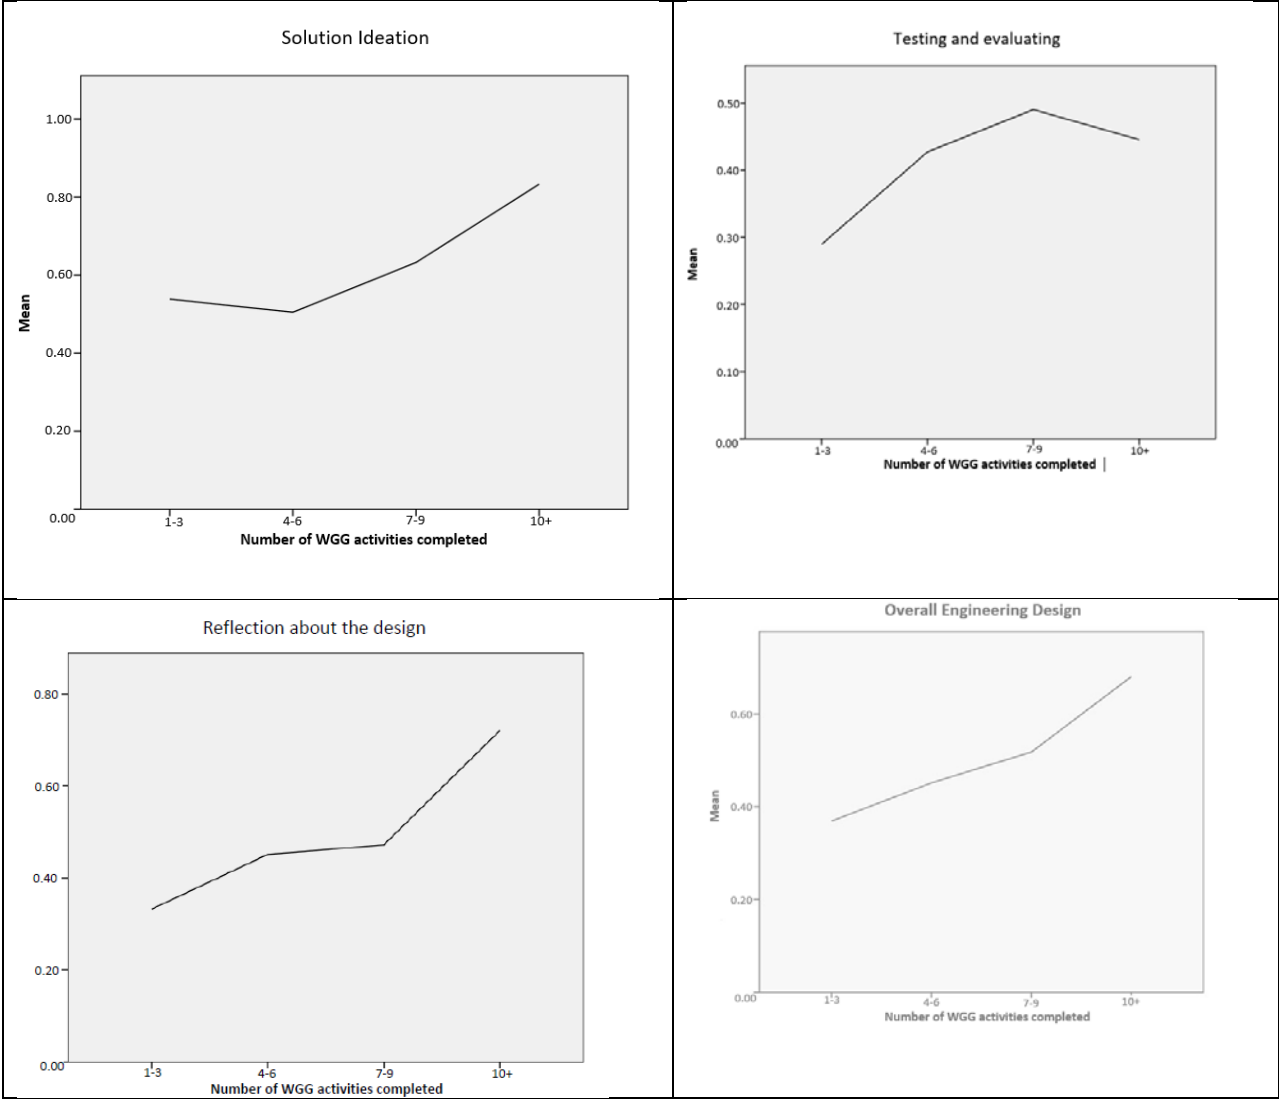 Solution Ideation
1.00
0.80
0.60
0.40
0.20
0.00
Mean
1-3 4-6 7-9 10+
Number of WGG activities completed
Testing and evaluating
0.50
0.40
0.30
0.20
0.10
0.00
Mean
1-3 4-6 7-9 10+
Number of WGG activities completed
Reflection about the design
0.80
0.60
0.40
0.20
0.00
1-3 4-6 7-9 10+
Number of WGG activities completed
Overall Engineering Design
0.60
0.40
0.20
0.00
Mean
1-3 4-6 7-9 10+
Number of WGG activities completed